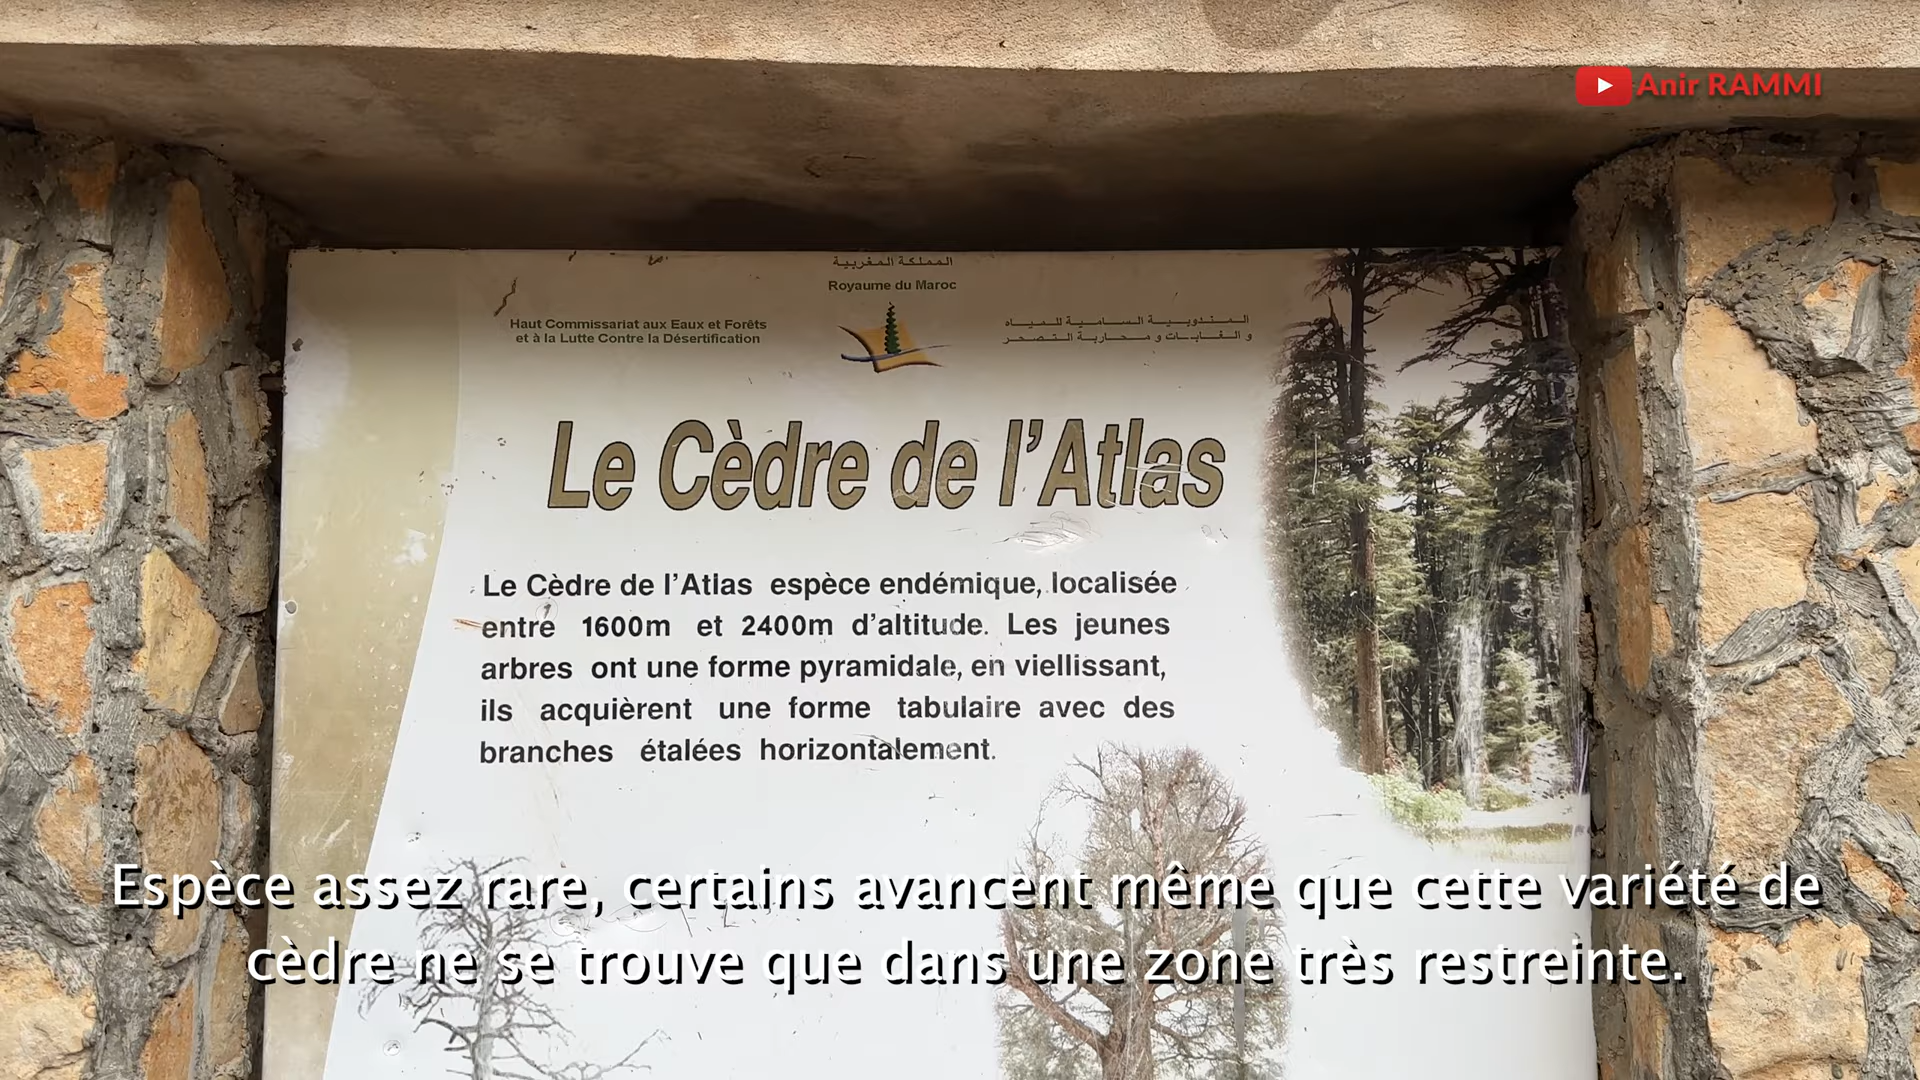 Anir RAMMI
المملكة المغربية
Royaume du Maroc
Haut Commissariat aux Eaux et Forêts
et à la Lutte Contre la Désertification
المندوبية السامية للمياه
و الغابات و محاربة التصحر
Le Cèdre de l'Atlas
Le Cèdre de l'Atlas espèce endémique, localisée
entre 1600m et 2400m d'altitude. Les jeunes
arbres ont une forme pyramidale, en viellissant,
ils acquièrent une forme tabulaire avec des
branches étalées horizontalement.
Espèce assez rare, certains avancent même que cette variété de
cèdre ne se trouve que dans une zone très restreinte.